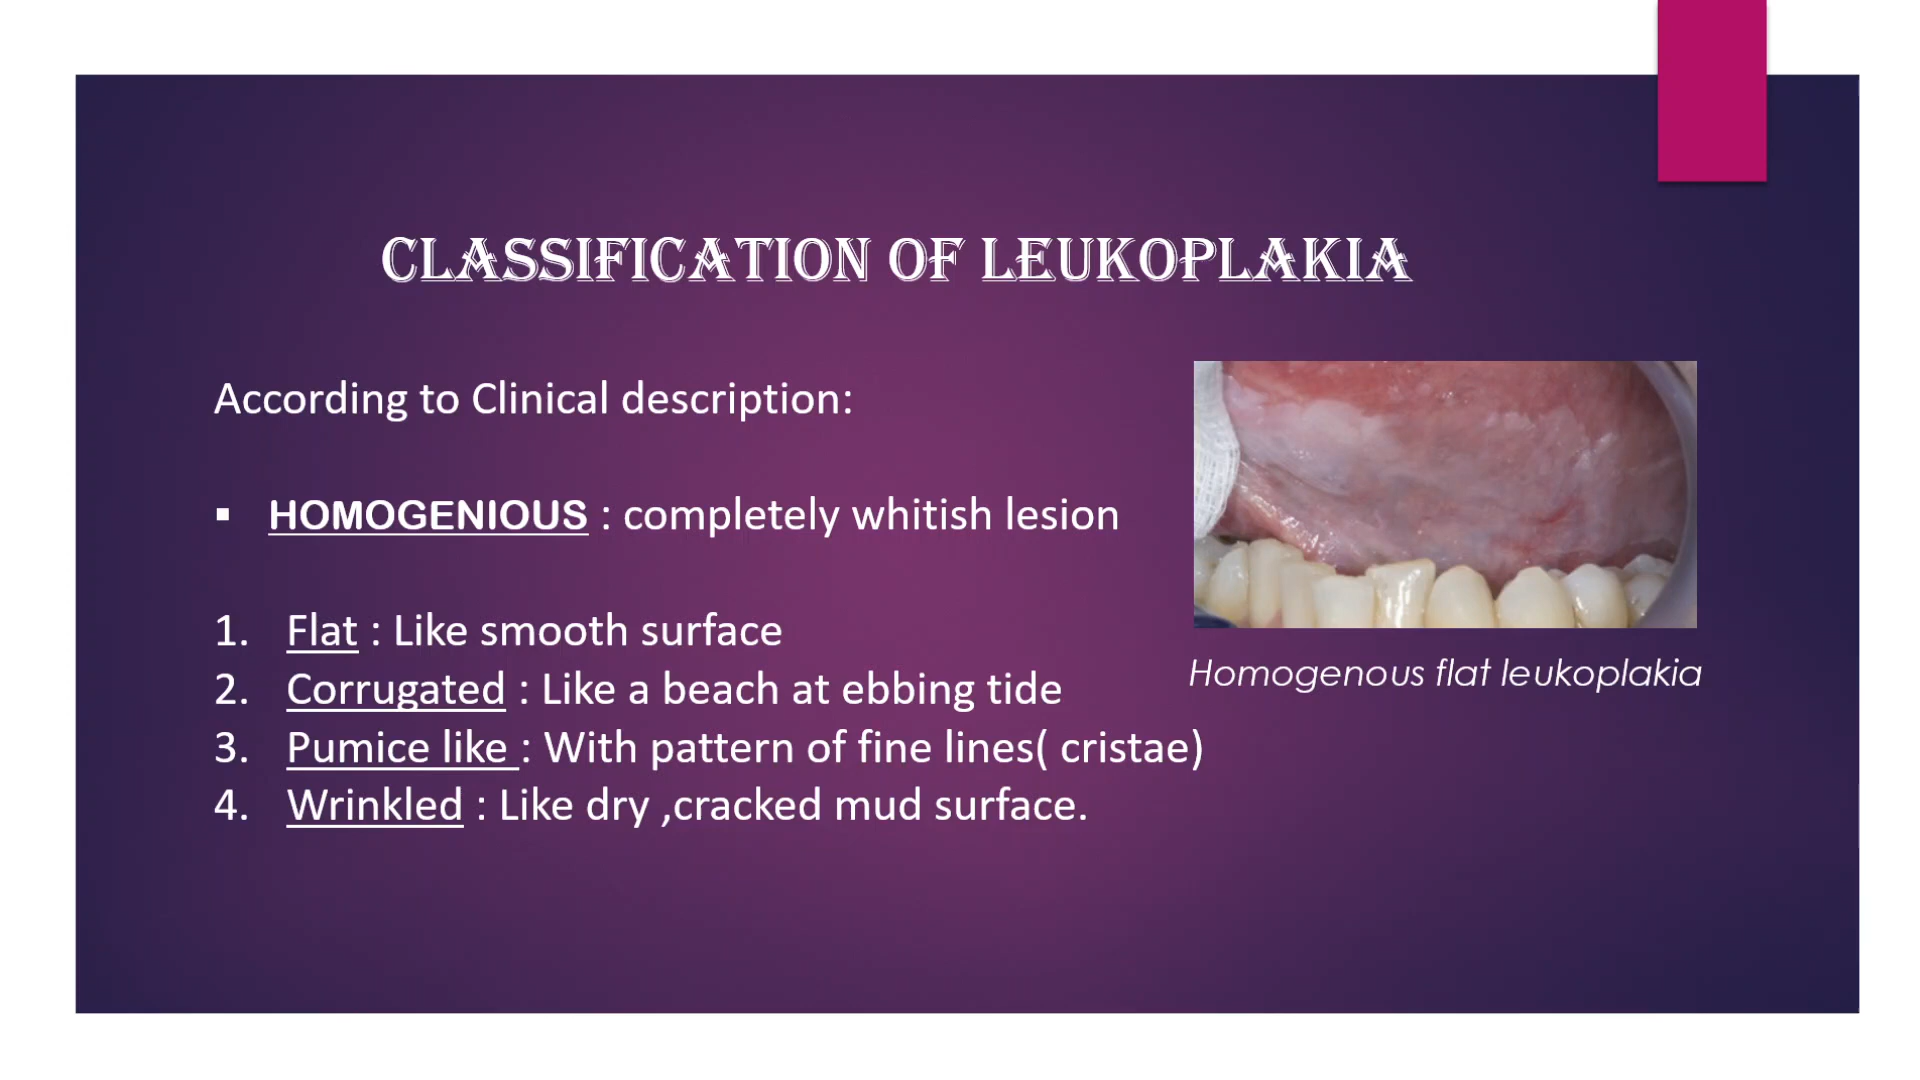 CLASSIFICATION OF LEUKOPLAKIA
According to Clinical description:
▪ HOMOGENIOUS : completely whitish lesion
1. Flat : Like smooth surface
2. Corrugated : Like a beach at ebbing tide
3. Pumice like : With pattern of fine lines( cristae)
4. Wrinkled : Like dry ,cracked mud surface.
Homogenous flat leukoplakia